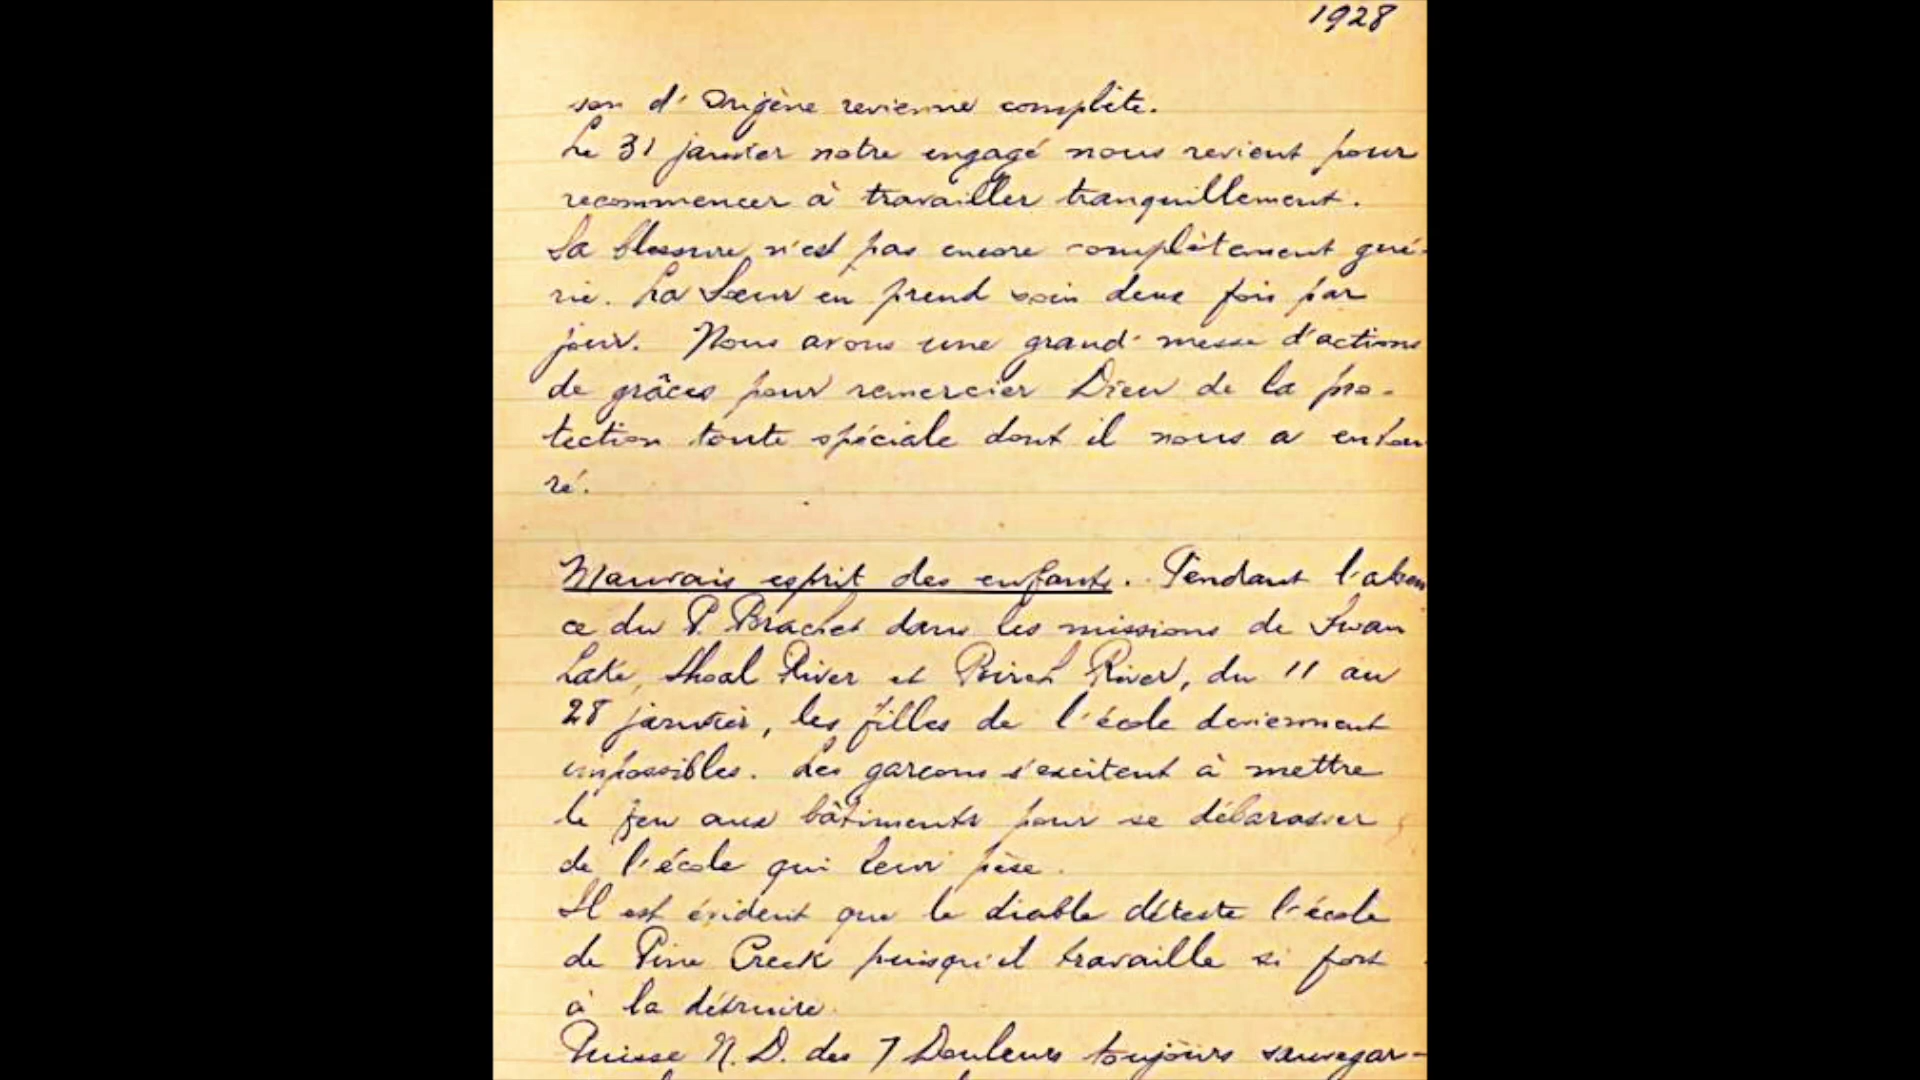 1928
son d'Origène revienne complète.
Le 31 janvier notre engagé nous revient pour
recommencer à travailler tranquillement.
Sa blessure n'est pas encore complètement gué-
rie. La Soeur en prend soin deux fois par
jour. Nous avons une grand'messe d'actions
de grâces pour remercier Dieu de la pro-
tection toute spéciale dont il nous a entou
ré.
Mauvais esprit des enfants. Pendant l'absen
ce du P. Brachet dans les missions de Swan
Lake, Shoal River et Birch River, du 11 au
28 janvier, les filles de l'école deviennent
impossibles. Les garcons s'excitent à mettre
le feu aux bâtiments pour se débarasser
de l'école qui leur pèse.
Il est évident que le diable déteste l'école
de Pine Creek puisqu'il travaille si fort
à la détruire.
Puisse N.D. des 7 Douleurs toujours sauvegar-